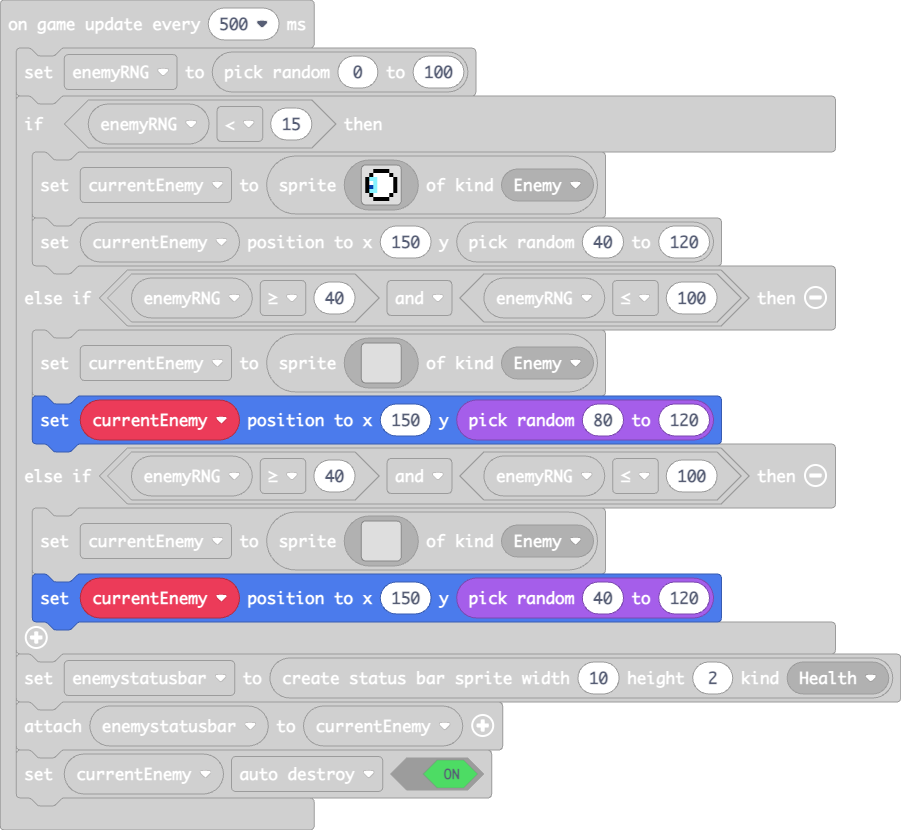 on game update every 500 ms
set enemyRNG to pick random 0 to 100
if enemyRNG < 15 then
set currentEnemy to sprite of kind Enemy
set currentEnemy position to x 150 y pick random 40 to 120
else if enemyRNG ≥ 40 and enemyRNG ≤ 100 then
set currentEnemy to sprite of kind Enemy
set currentEnemy position to x 150 y pick random 80 to 120
else if enemyRNG ≥ 40 and enemyRNG ≤ 100 then
set currentEnemy to sprite of kind Enemy
set currentEnemy position to x 150 y pick random 40 to 120
set enemystatusbar to create status bar sprite width 10 height 2 kind Health
attach enemystatusbar to currentEnemy
set currentEnemy auto destroy ON